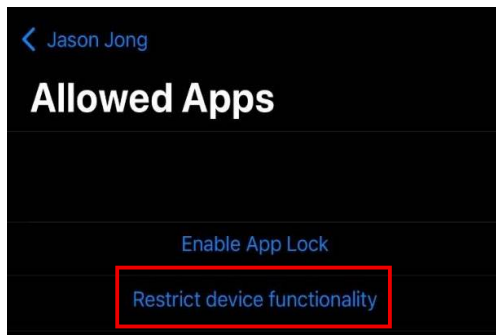 Jason Jong
Allowed Apps
Enable App Lock
Restrict device functionality